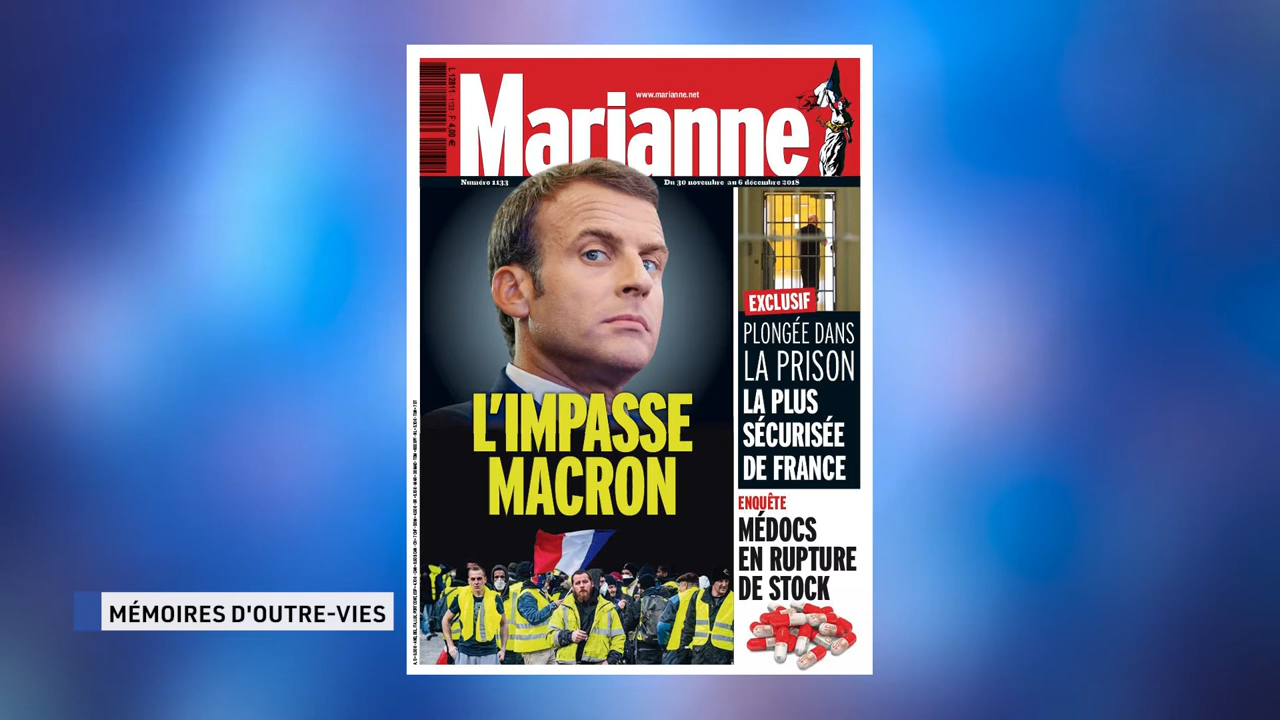 www.marianne.net
Marianne
Numéro 1133
Du 30 novembre au 6 décembre 2018
EXCLUSIF
PLONGÉE DANS
LA PRISON
LA PLUS
SÉCURISÉE
DE FRANCE
L'IMPASSE
MACRON
ENQUÊTE
MÉDOCS
EN RUPTURE
DE STOCK
MÉMOIRES D'OUTRE-VIES